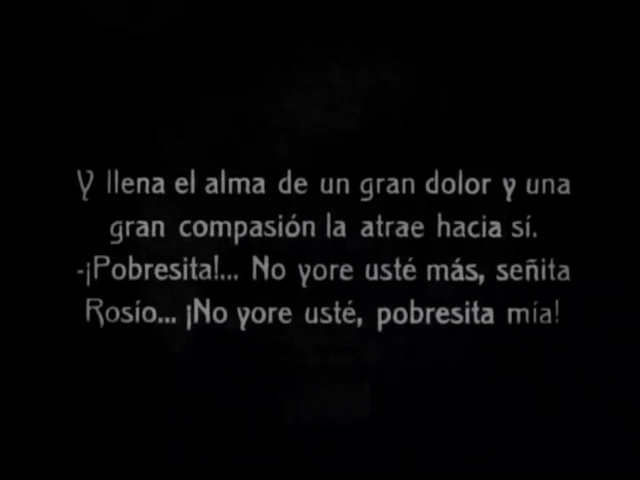 Y llena el alma de un gran dolor y una
gran compasión la atrae hacia sí.
-¡Pobresita!... No yore usté más, señita
Rosío... ¡No yore usté, pobresita mía!